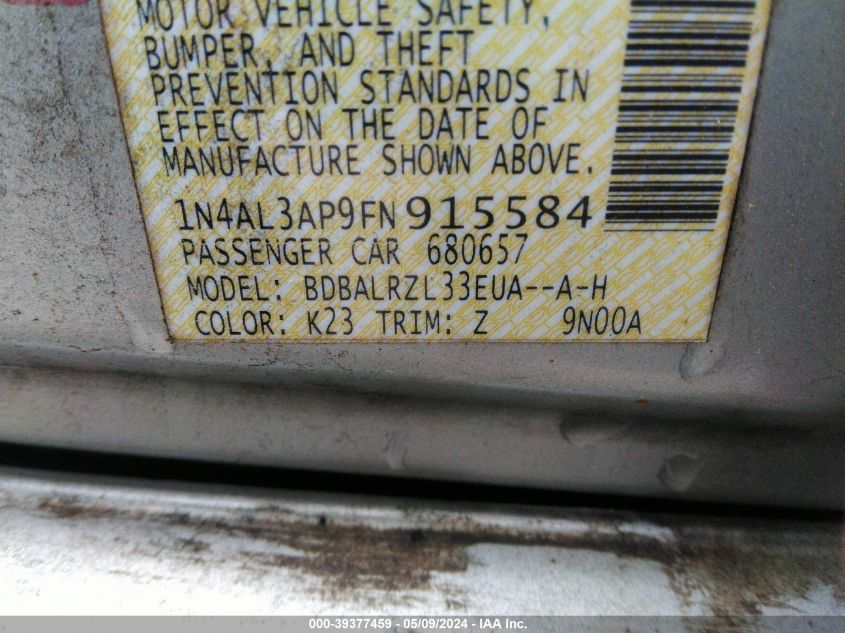 MOTOR VEHICLE SAFETY,
BUMPER, AND THEFT
PREVENTION STANDARDS IN
EFFECT ON THE DATE OF
MANUFACTURE SHOWN ABOVE.
1N4AL3AP9FN915584
PASSENGER CAR 680657
MODEL: BDBALRZL33EUA--A-H
COLOR: K23 TRIM: Z 9N00A
000-39377459 - 05/09/2024 - IAA Inc.